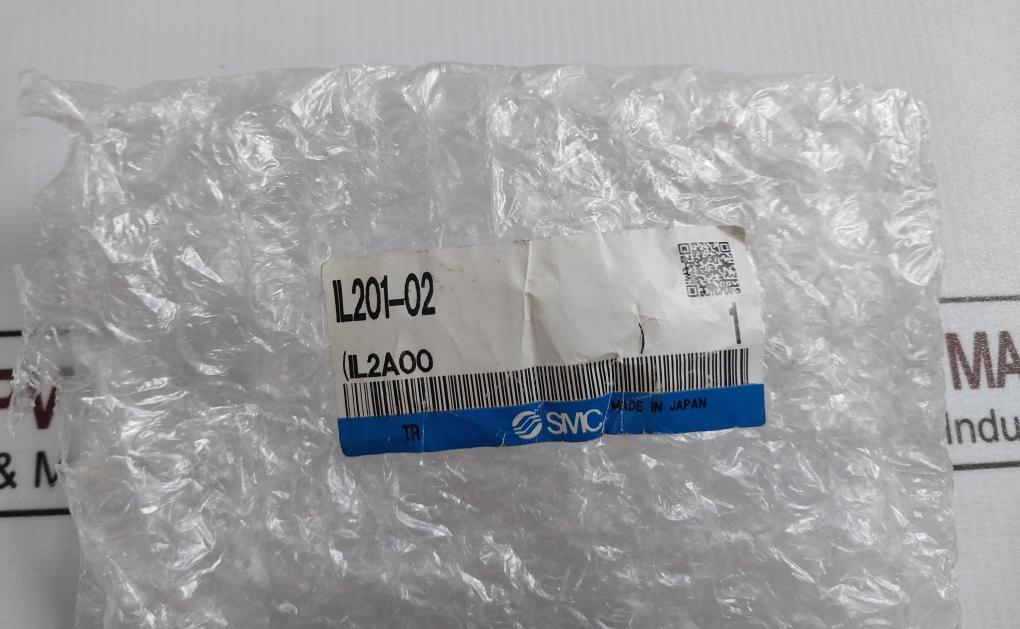 IL201-02
1
(IL2A00 )
MADE IN JAPAN
TR SMC
MA
Indu
& M